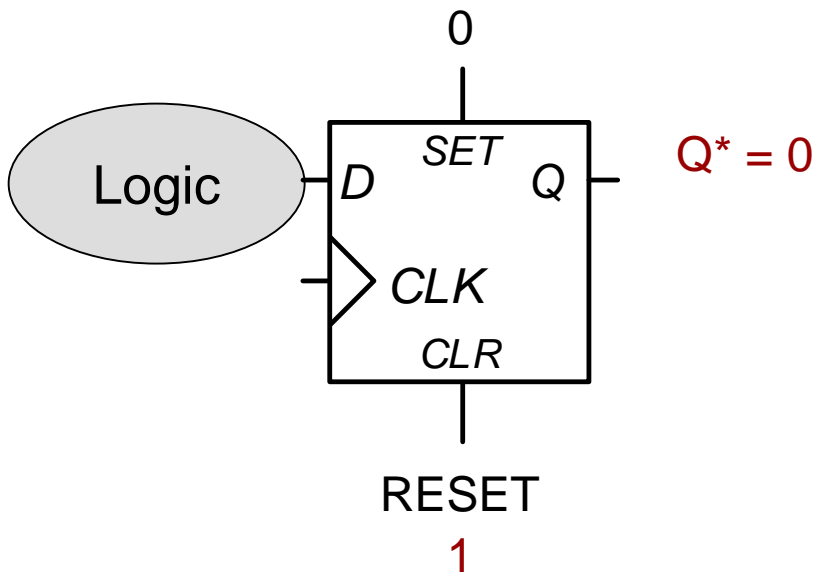 0
SET
Q* = 0
Logic
D
Q
CLK
CLR
RESET
1